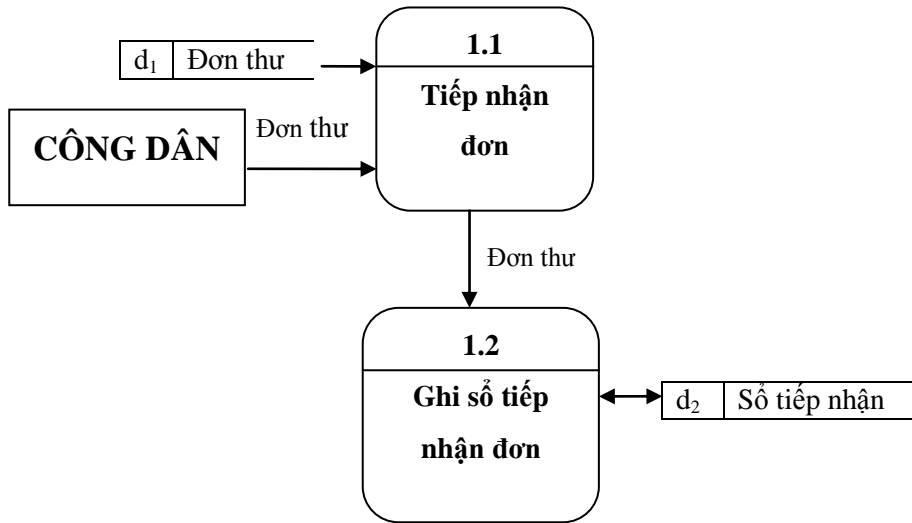 1.1
d₁ Đơn thư
Tiếp nhận
đơn
CÔNG DÂN
Đơn thư
Đơn thư
1.2
Ghi sổ tiếp
nhận đơn
d₂ Sổ tiếp nhận